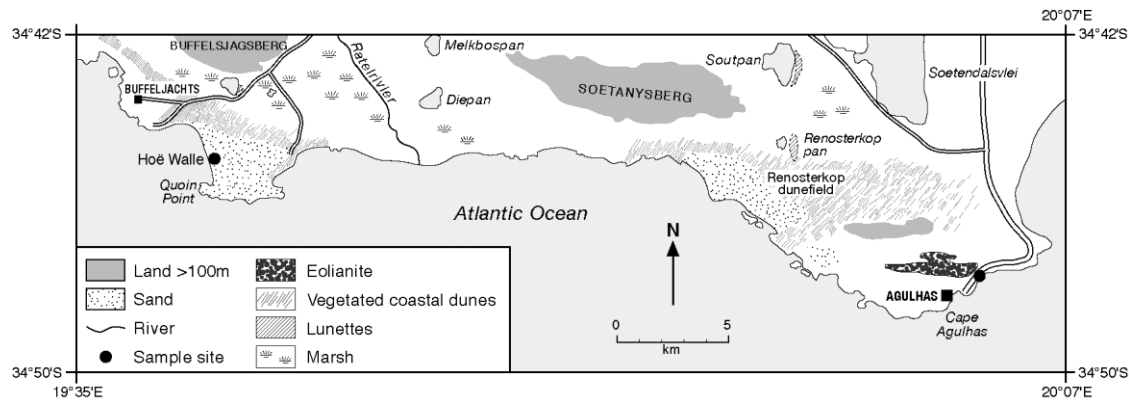 20°07'E
34°42'S
34°42'S
BUFFELSJAGSBERG
Melkbospan
Ratelrivier
Soutpan
Soetendalsvlei
BUFFELJACHTS
Diepan
SOETANYSBERG
Renosterkop
pan
Hoë Walle
Quoin
Point
Renosterkop
dunefield
Atlantic Ocean
N
Land >100m
Eolianite
Sand
Vegetated coastal dunes
River
Lunettes
Sample site
Marsh
AGULHAS
Cape
Agulhas
0
5
km
34°50'S
34°50'S
19°35'E
20°07'E